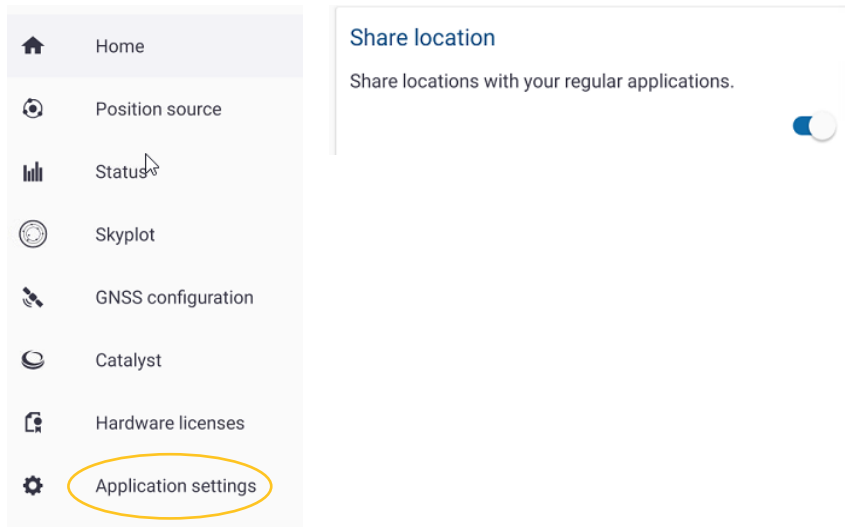 Home
Position source
Status
Skyplot
GNSS configuration
Catalyst
Hardware licenses
Application settings
Share location
Share locations with your regular applications.